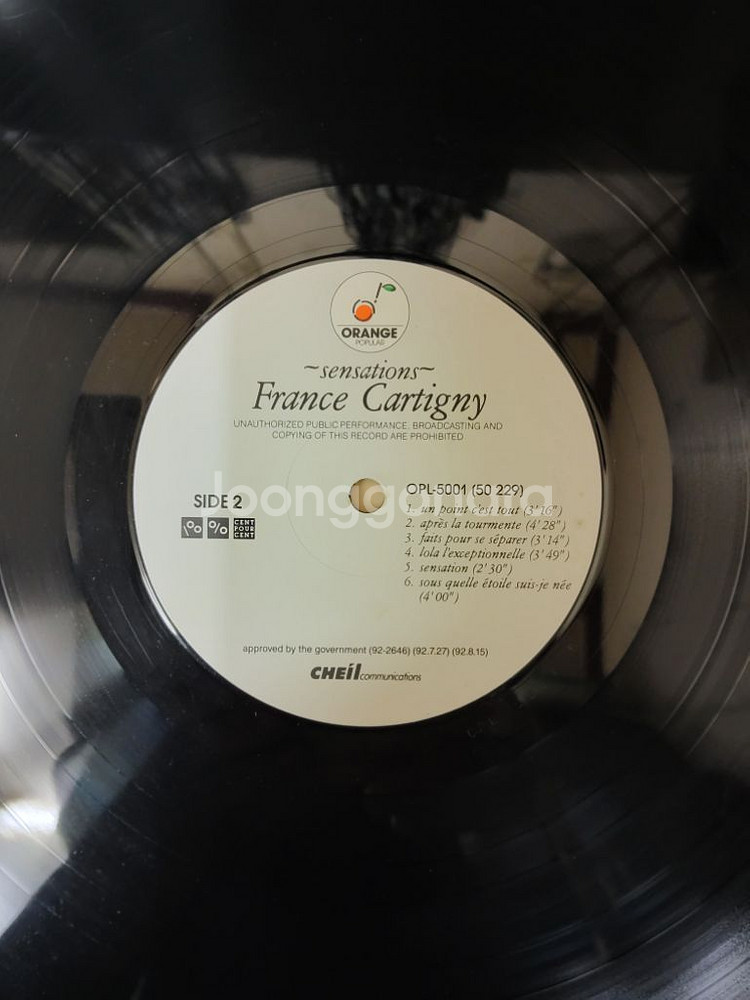 ORANGE
POPULAR
~sensations~
France Cartigny
UNAUTHORIZED PUBLIC PERFORMANCE, BROADCASTING AND
COPYING OF THIS RECORD ARE PROHIBITED
Joonggonara
SIDE 2
CENT
POUR
CENT
OPL-5001 (50 229)
1. un point c'est tout (3'16")
2. après la tourmente (4'28")
3. faits pour se séparer (3'14")
4. lola l'exceptionnelle (3'49")
5. sensation (2'30")
6. sous quelle étoile suis-je née
(4'00")
approved by the government (92-2646) (92.7.27) (92.8.15)
CHEIL communications